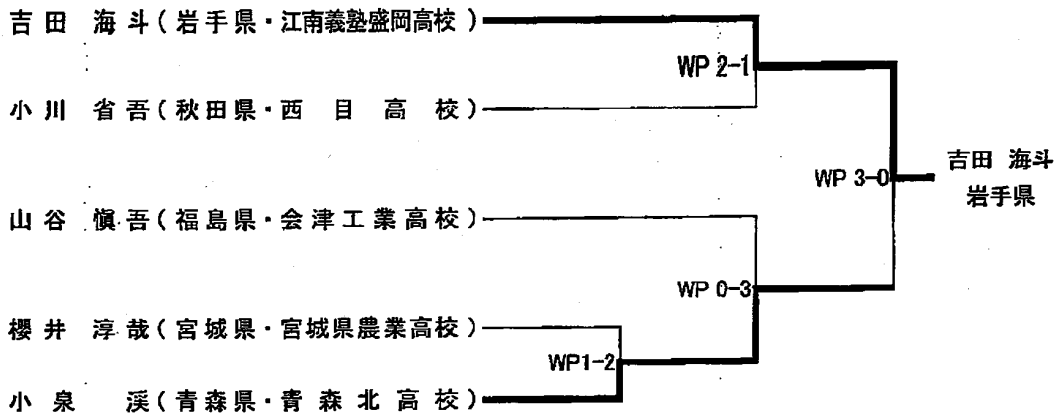 吉田 海斗(岩手県・江南義塾盛岡高校)
WP 2-1
小川 省吾(秋田県・西目高校)
WP 3-0
吉田 海斗
岩手県
山谷 愼吾(福島県・会津工業高校)
WP 0-3
櫻井 淳哉(宮城県・宮城県農業高校)
WP1-2
小泉 渓(青森県・青森北高校)